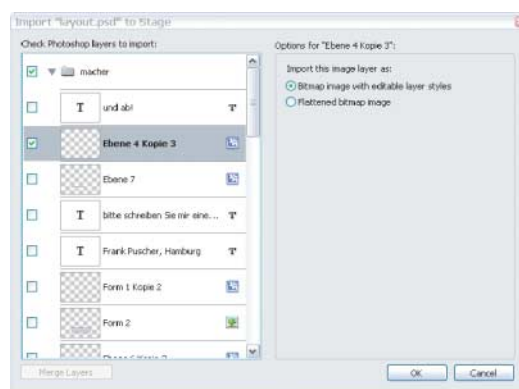 Import "layout.psd" to Stage
Check Photoshop layers to import:
macher
T und ab! T
Ebene 4 Kopie 3
Ebene 7
T bitte schreiben Sie mir eine... T
T Frank Puscher, Hamburg T
Form 1 Kopie 2
Form 2
Merge Layers
Options for "Ebene 4 Kopie 3":
Import this image layer as:
Bitmap image with editable layer styles
Flattened bitmap image
OK
Cancel